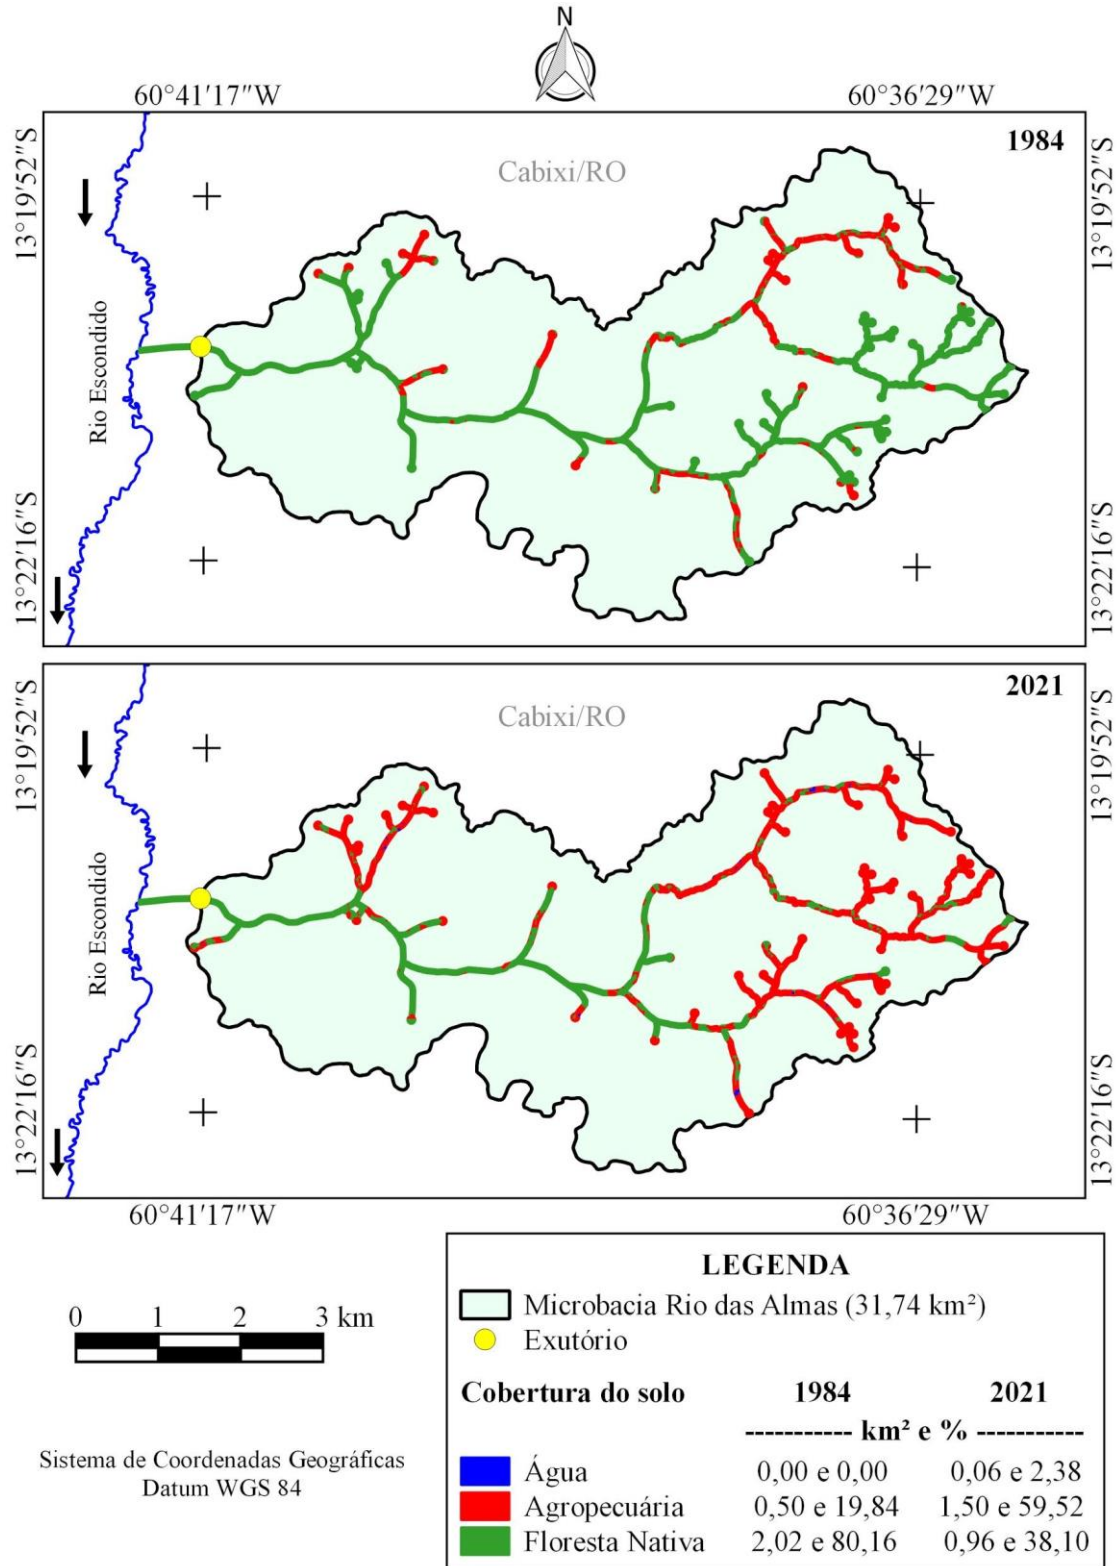 N
60°41'17"W 60°36'29"W
1984
Cabixi/RO
13°19'52"S 13°19'52"S
Rio Escondido
13°22'16"S 13°22'16"S
2021
Cabixi/RO
13°19'52"S 13°19'52"S
Rio Escondido
13°22'16"S 13°22'16"S
60°41'17"W 60°36'29"W
0 1 2 3 km
Sistema de Coordenadas Geográficas
Datum WGS 84
LEGENDA
Microbacia Rio das Almas (31,74 km²)
Exutório
Cobertura do solo 1984 2021
---------- km² e % ----------
Água 0,00 e 0,00 0,06 e 2,38
Agropecuária 0,50 e 19,84 1,50 e 59,52
Floresta Nativa 2,02 e 80,16 0,96 e 38,10